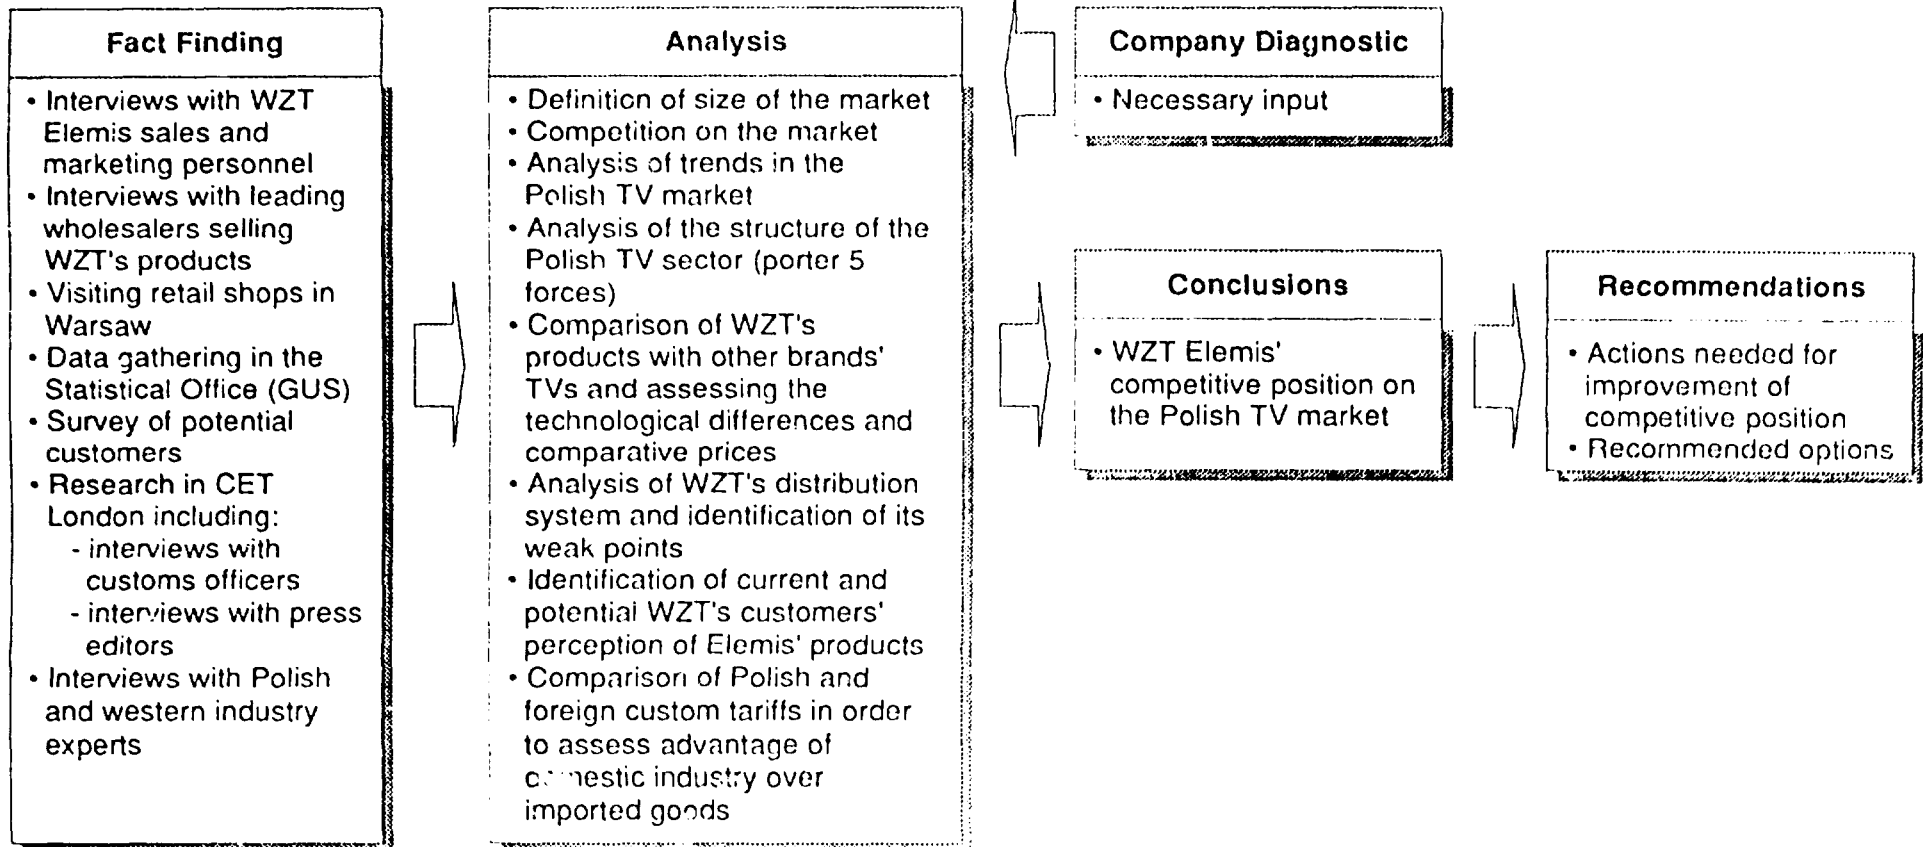 Fact Finding
• Interviews with WZT
Elemis sales and
marketing personnel
• Interviews with leading
wholesalers selling
WZT's products
• Visiting retail shops in
Warsaw
• Data gathering in the
Statistical Office (GUS)
• Survey of potential
customers
• Research in CET
London including:
- interviews with
customs officers
- interviews with press
editors
• Interviews with Polish
and western industry
experts
Analysis
• Definition of size of the market
• Competition on the market
• Analysis of trends in the
Polish TV market
• Analysis of the structure of the
Polish TV sector (porter 5
forces)
• Comparison of WZT's
products with other brands'
TVs and assessing the
technological differences and
comparative prices
• Analysis of WZT's distribution
system and identification of its
weak points
• Identification of current and
potential WZT's customers'
perception of Elemis' products
• Comparison of Polish and
foreign custom tariffs in order
to assess advantage of
domestic industry over
imported goods
Company Diagnostic
• Necessary input
Conclusions
• WZT Elemis'
competitive position on
the Polish TV market
Recommendations
• Actions needed for
improvement of
competitive position
• Recommended options